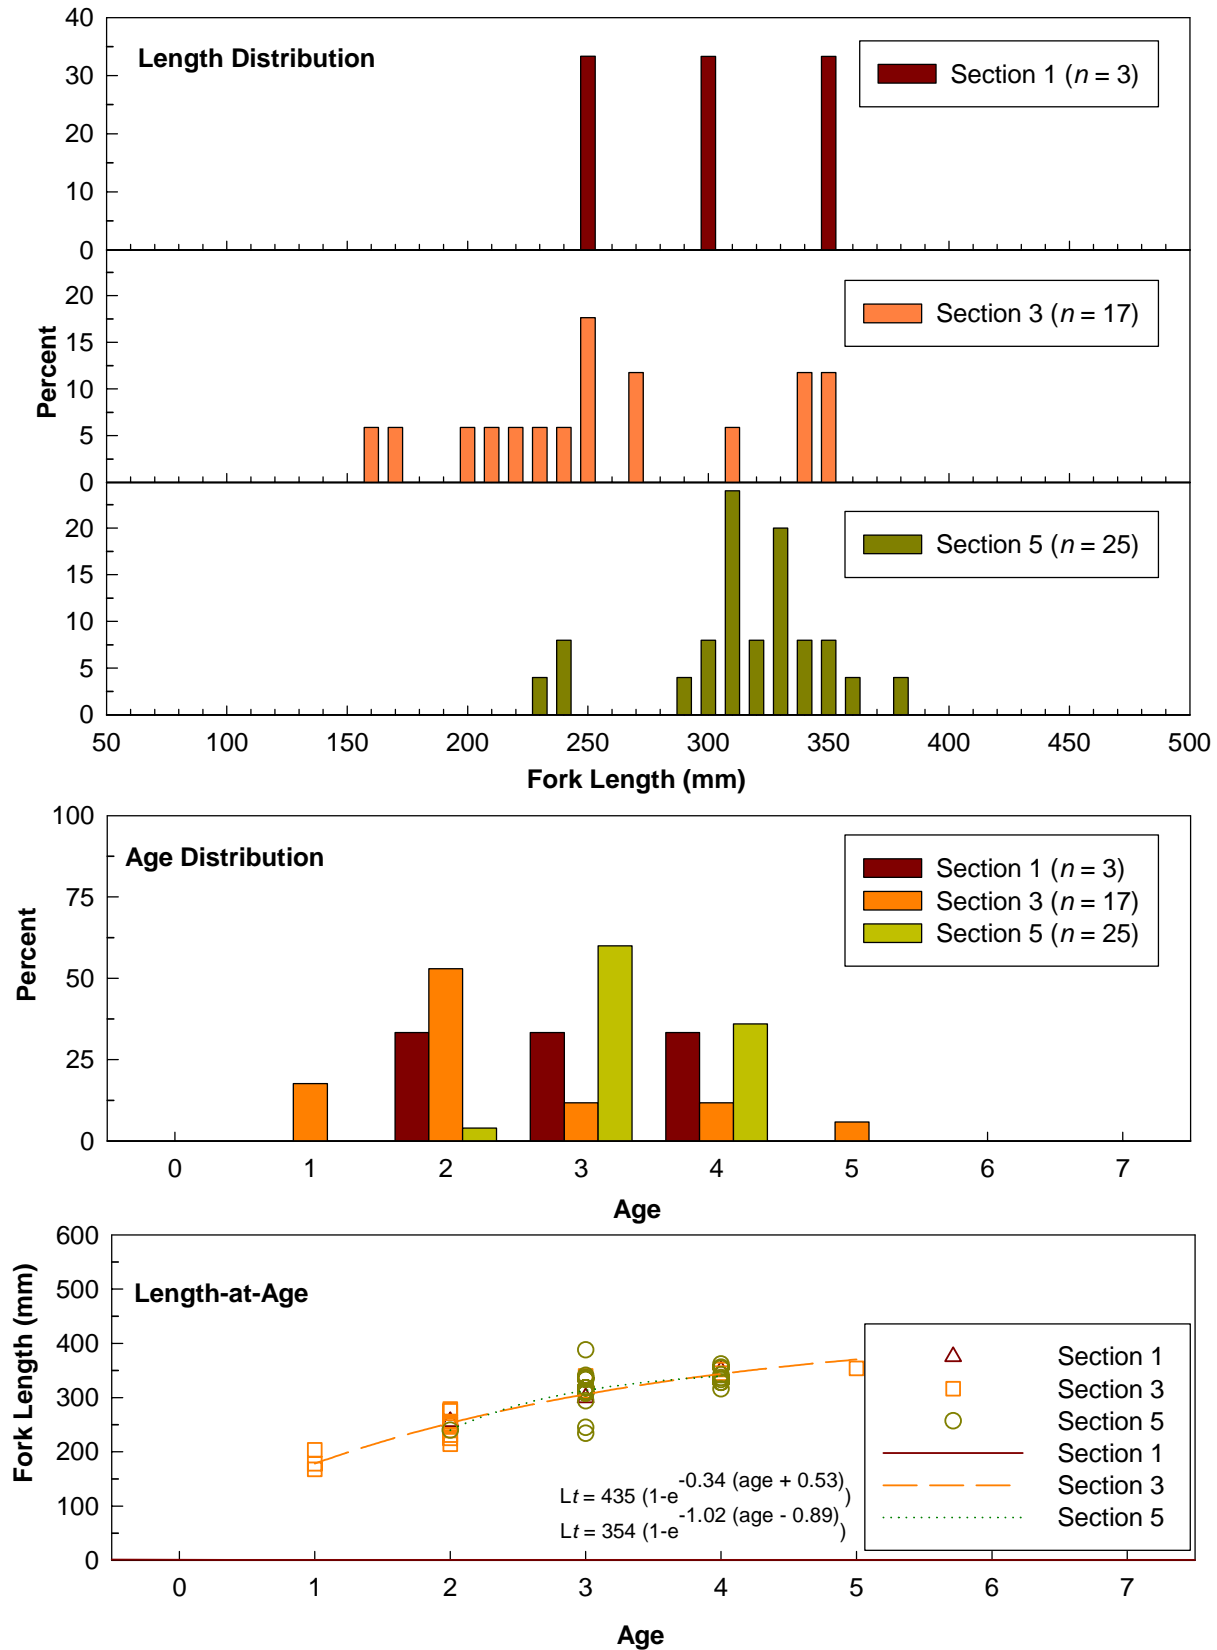 40
30
20
10
0
Length Distribution
Section 1 (n = 3)
20
15
10
5
0
Section 3 (n = 17)
Percent
20
15
10
5
0
Section 5 (n = 25)
50 100 150 200 250 300 350 400 450 500
Fork Length (mm)
100
75
50
25
0
Percent
Age Distribution
Section 1 (n = 3)
Section 3 (n = 17)
Section 5 (n = 25)
0 1 2 3 4 5 6 7
Age
600
500
400
300
200
100
0
Fork Length (mm)
Length-at-Age
Section 1
Section 3
Section 5
Section 1
Section 3
Section 5
Lt = 435 (1-e-0.34 (age + 0.53))
Lt = 354 (1-e-1.02 (age - 0.89))
0 1 2 3 4 5 6 7
Age